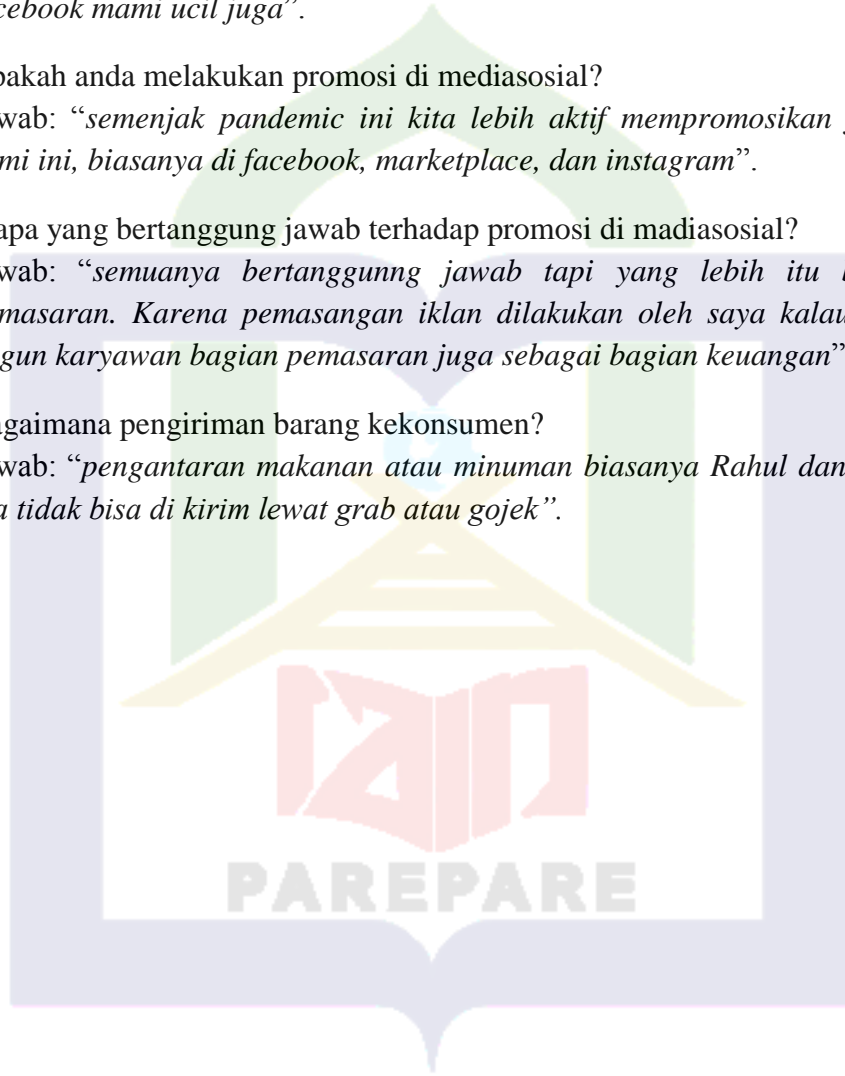 cebook mami ucil juga”.
pakah anda melakukan promosi di mediasosial?
wab: “semenjak pandemic ini kita lebih aktif mempromosikan
mi ini, biasanya di facebook, marketplace, dan instagram”.
apa yang bertanggung jawab terhadap promosi di madiasosial?
wab: “semuanya bertanggunng jawab tapi yang lebih itu
masaran. Karena pemasangan iklan dilakukan oleh saya kalau
gun karyawan bagian pemasaran juga sebagai bagian keuangan”
gaimana pengiriman barang kekonsumen?
wab: “pengantaran makanan atau minuman biasanya Rahul dan
a tidak bisa di kirim lewat grab atau gojek”.
PAREPARE